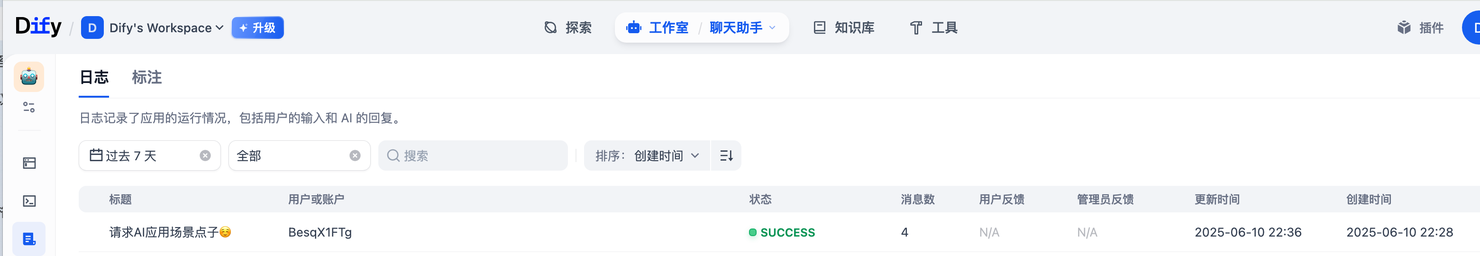 Dify / D Dify's Workspace 升级 探索 工作室 / 聊天助手 知识库 工具 插件
日志 标注
日志记录了应用的运行情况，包括用户的输入和 AI 的回复。
过去 7 天 全部 搜索 排序： 创建时间
标题 用户或账户 状态 消息数 用户反馈 管理员反馈 更新时间 创建时间
请求AI应用场景点子😌 BesqX1FTg SUCCESS 4 N/A N/A 2025-06-10 22:36 2025-06-10 22:28